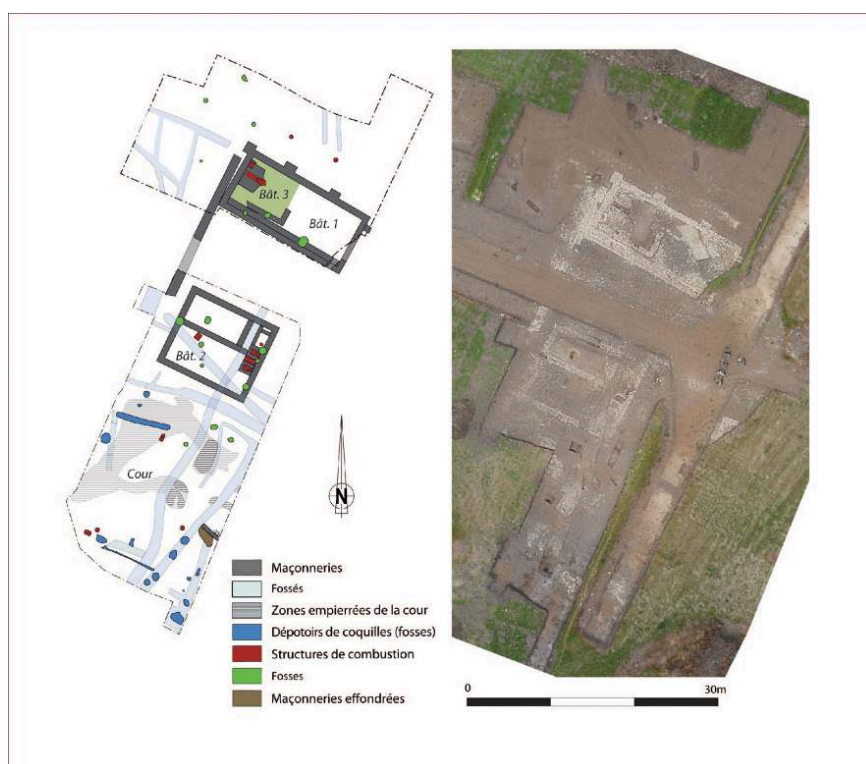 Bât. 3
Bât. 1
Bât. 2
Cour
N
Maçonneries
Fossés
Zones empierrées de la cour
Dépotoirs de coquilles (fosses)
Structures de combustion
Fosses
Maçonneries effondrées
0
30m